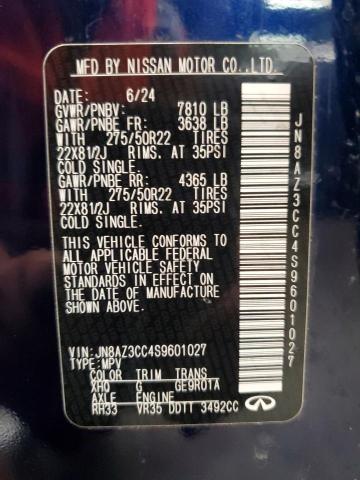 MFD BY NISSAN MOTOR CO.,LTD.
DATE: 6/24
GVWR/PNBV: 7810 LB
GAWR/PNBE FR: 3638 LB
WITH 275/50R22 TIRES
22X81/2J RIMS. AT 35PSI
COLD SINGLE.
GAWR/PNBE RR: 4365 LB
WITH 275/50R22 TIRES
22X81/2J RIMS. AT 35PSI
COLD SINGLE.
THIS VEHICLE CONFORMS TO
ALL APPLICABLE FEDERAL
MOTOR VEHICLE SAFETY
STANDARDS IN EFFECT
ON THE DATE OF
MANUFACTURE SHOWN
ABOVE.
VIN: JN8AZ3CC4S9601027
TYPE: MPV
COLOR TRIM TRANS
XHQ G GE9R01A
AXLE ENGINE
RH33 VR35 DDTT 3492CC
INFINITI
JN8AZ3CC4S9601027